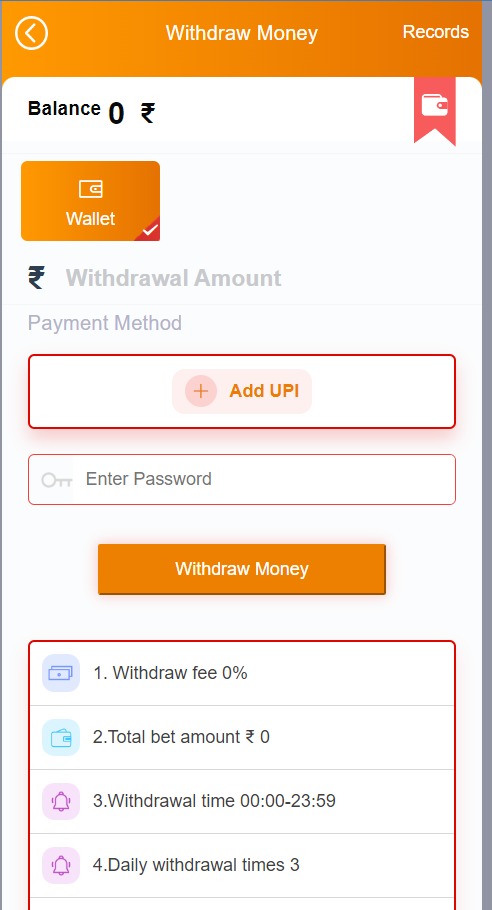 Withdraw Money
Records
Balance 0 ₹
Wallet
₹ Withdrawal Amount
Payment Method
+ Add UPI
Enter Password
Withdraw Money
1. Withdraw fee 0%
2.Total bet amount ₹ 0
3.Withdrawal time 00:00-23:59
4.Daily withdrawal times 3